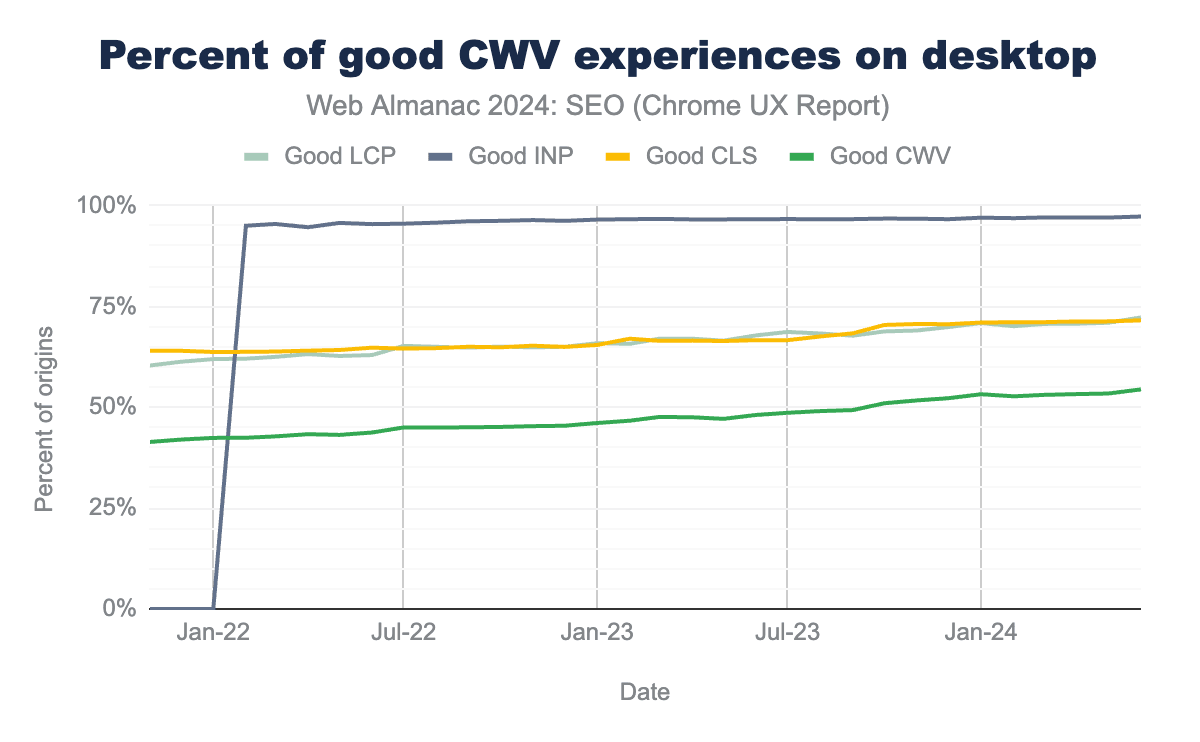 Percent of good CWV experiences on desktop
Web Almanac 2024: SEO (Chrome UX Report)
Good LCP Good INP Good CLS Good CWV
100%
75%
50%
25%
0%
Percent of origins
Jan-22 Jul-22 Jan-23 Jul-23 Jan-24
Date